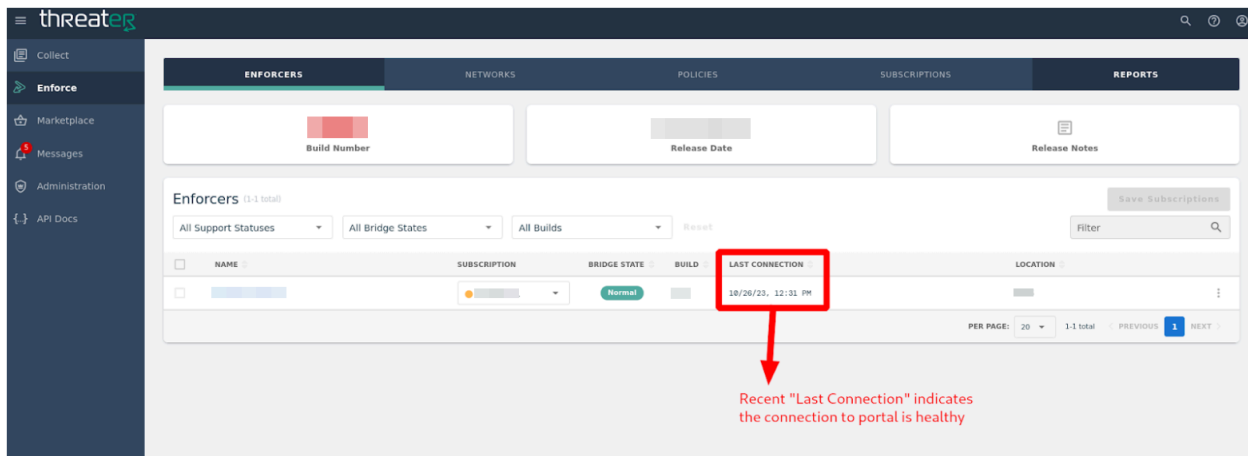 threater
Collect
Enforce
Marketplace
5
Messages
Administration
{..} API Docs
ENFORCERS NETWORKS POLICIES SUBSCRIPTIONS REPORTS
Build Number Release Date Release Notes
Enforcers (1-1 total) Save Subscriptions
All Support Statuses All Bridge States All Builds Reset Filter
NAME SUBSCRIPTION BRIDGE STATE BUILD LAST CONNECTION LOCATION
Normal 10/26/23, 12:31 PM
PER PAGE: 20 1-1 total PREVIOUS 1 NEXT
Recent "Last Connection" indicates
the connection to portal is healthy